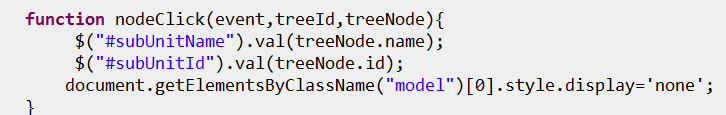 function nodeClick(event,treeId,treeNode){
$("#subUnitName").val(treeNode.name);
$("#subUnitId").val(treeNode.id);
document.getElementsByClassName("model")[0].style.display='none';
}